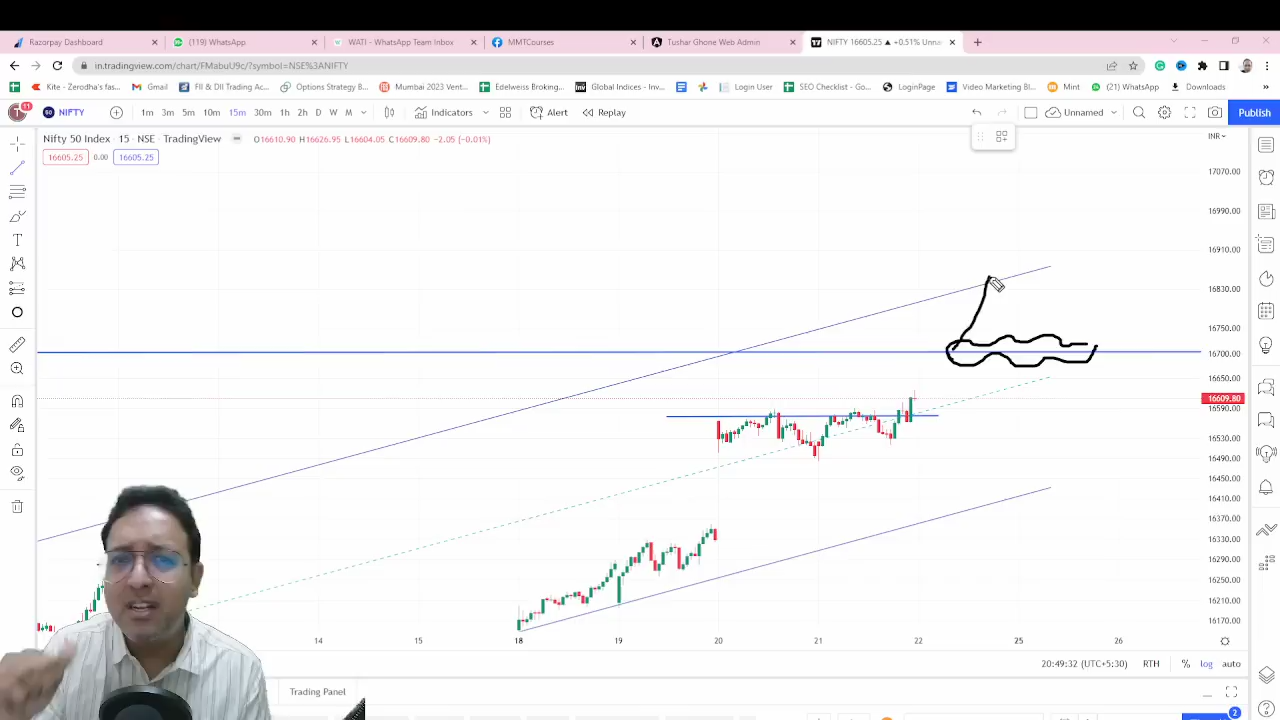 Razorpay Dashboard
(119) WhatsApp
WATI - WhatsApp Team Inbox
MMTCourses
Tushar Ghone Web Admin
NIFTY 16605.25 ▲ +0.51% Unna
in.tradingview.com/chart/FMabuU9c/?symbol=NSE%3ANIFTY
Kite - Zerodha's fas...
Gmail
FII & DII Trading Ac...
Options Strategy B...
Mumbai 2023 Vent...
Edelweiss Broking...
Global Indices - Inv...
Login User
SEO Checklist - Go...
LoginPage
Video Marketing Bl...
Mint
(21) WhatsApp
Downloads
11
50 NIFTY
1m 3m 5m 10m 15m 30m 1h 2h D W M
Indicators
Alert
Replay
Unnamed
Publish
Nifty 50 Index · 15 · NSE · TradingView
O16610.90 H16626.95 L16604.05 C16609.80 -2.05 (-0.01%)
16605.25 0.00 16605.25
INR
17070.00
16990.00
16910.00
16830.00
16750.00
16700.00
16650.00
16609.80
16590.00
16530.00
16490.00
16450.00
16410.00
16370.00
16330.00
16290.00
16250.00
16210.00
16170.00
14 15 18 19 20 21 22 25 26
20:49:32 (UTC+5:30)
RTH
% log auto
Trading Panel
2